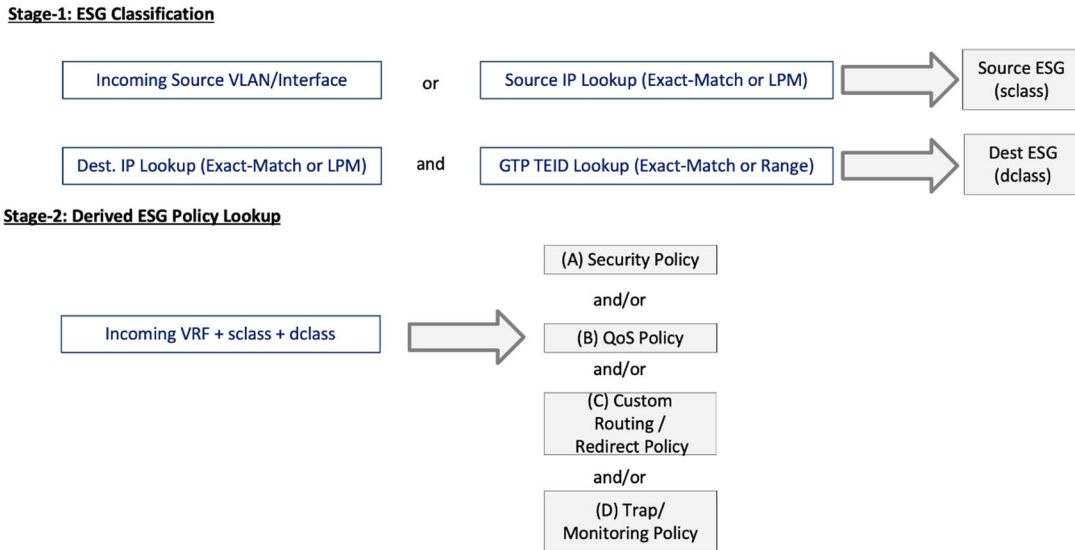 Stage-1: ESG Classification
Incoming Source VLAN/Interface
or
Source IP Lookup (Exact-Match or LPM)
Source ESG
(sclass)
Dest. IP Lookup (Exact-Match or LPM)
and
GTP TEID Lookup (Exact-Match or Range)
Dest ESG
(dclass)
Stage-2: Derived ESG Policy Lookup
(A) Security Policy
and/or
Incoming VRF + sclass + dclass
(B) QoS Policy
and/or
(C) Custom
Routing /
Redirect Policy
and/or
(D) Trap/
Monitoring Policy